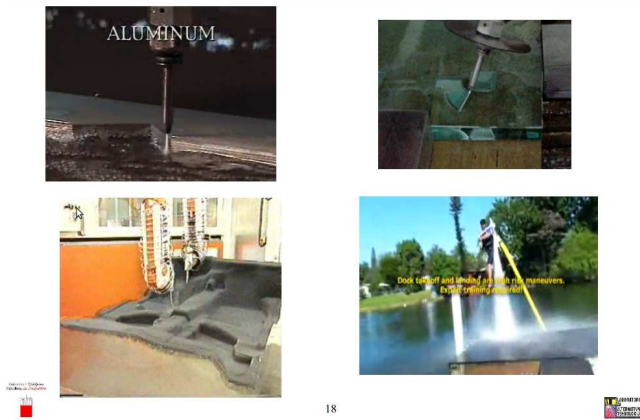 ALUMINUM
Dock takeoff and landing are high risk maneuvers.
Expert training required!
18